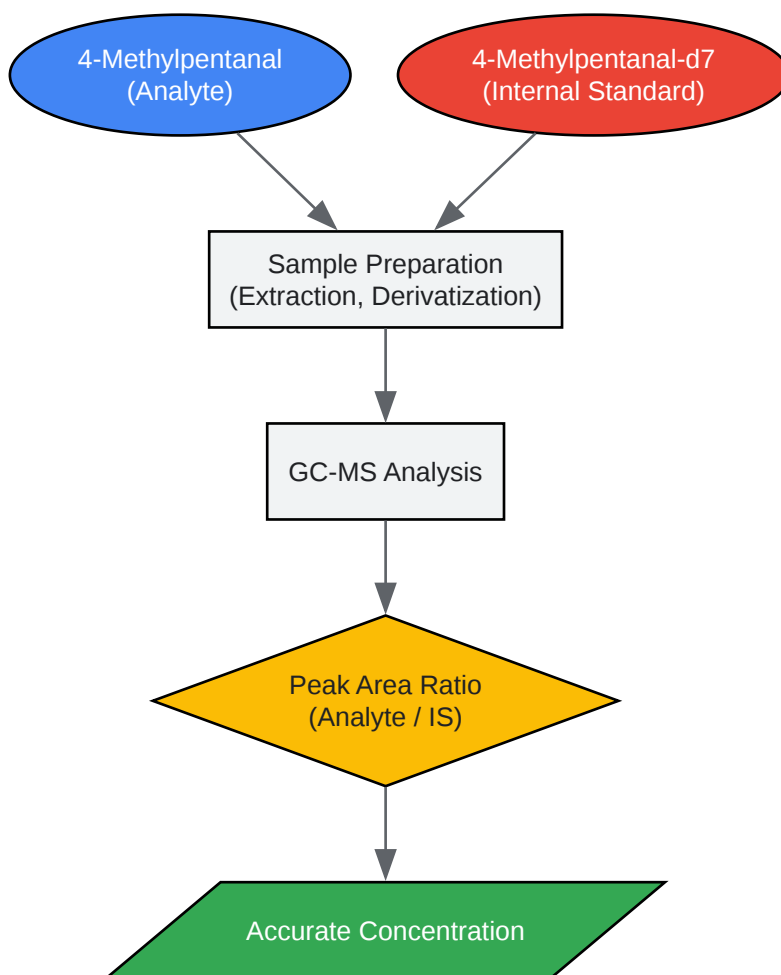 4-Methylpentanal
(Analyte)
4-Methylpentanal-d7
(Internal Standard)
Sample Preparation
(Extraction, Derivatization)
GC-MS Analysis
Peak Area Ratio
(Analyte / IS)
Accurate Concentration